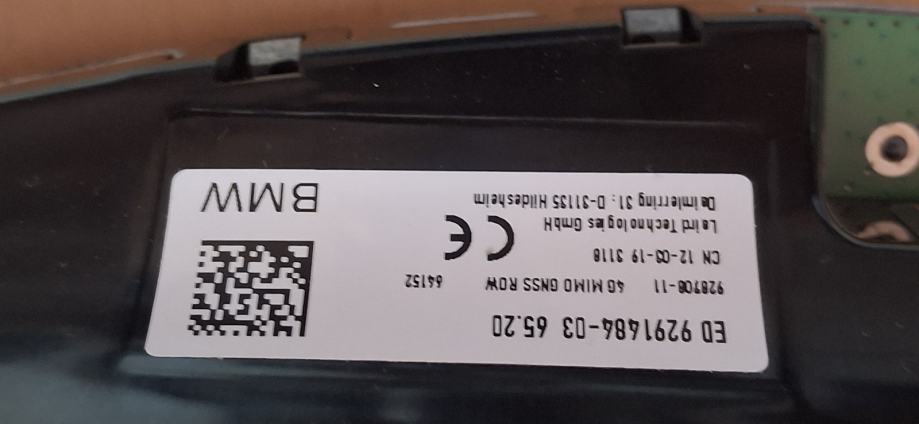 ED 9291484-03 65.20
928708-11 4G MIMO GNSS ROW 64152
CN 12-03-19 3118
Laird Technologies GmbH
Daimlerring 31; D-31135 Hildesheim
CE
BMW